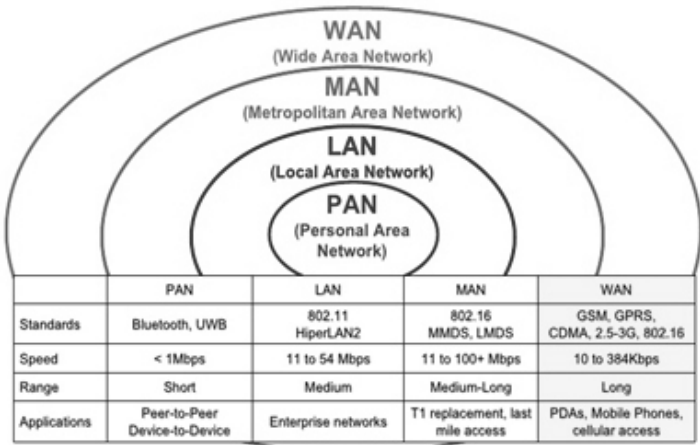 WAN
(Wide Area Network)
MAN
(Metropolitan Area Network)
LAN
(Local Area Network)
PAN
(Personal Area
Network)
PAN LAN MAN WAN
Standards Bluetooth, UWB 802.11 HiperLAN2 802.16 MMDS, LMDS GSM, GPRS, CDMA, 2.5-3G, 802.16
Speed < 1Mbps 11 to 54 Mbps 11 to 100+ Mbps 10 to 384Kbps
Range Short Medium Medium-Long Long
Applications Peer-to-Peer Device-to-Device Enterprise networks T1 replacement, last mile access PDAs, Mobile Phones, cellular access